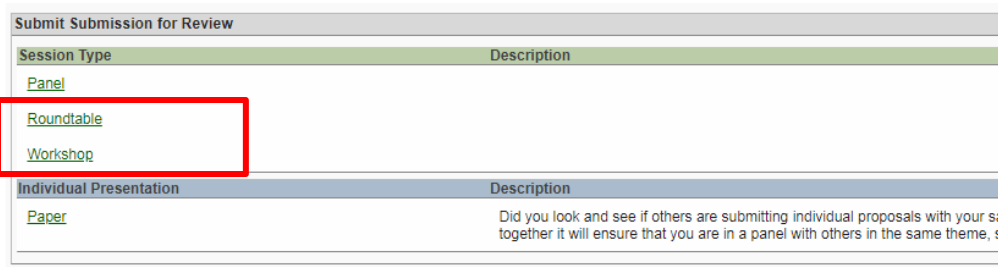 Submit Submission for Review
Session Type Description
Panel
Roundtable
Workshop
Individual Presentation Description
Paper Did you look and see if others are submitting individual proposals with your
together it will ensure that you are in a panel with others in the same theme,